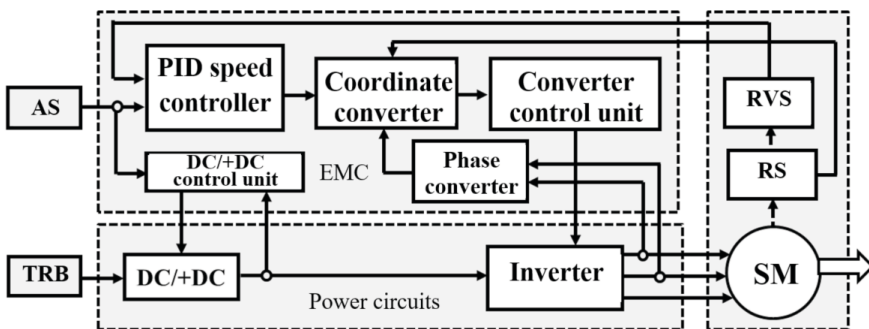 PID speed
controller
Coordinate
converter
Converter
control unit
RVS
AS
DC/+DC
control unit
EMC
Phase
converter
RS
TRB
DC/+DC
Inverter
SM
Power circuits